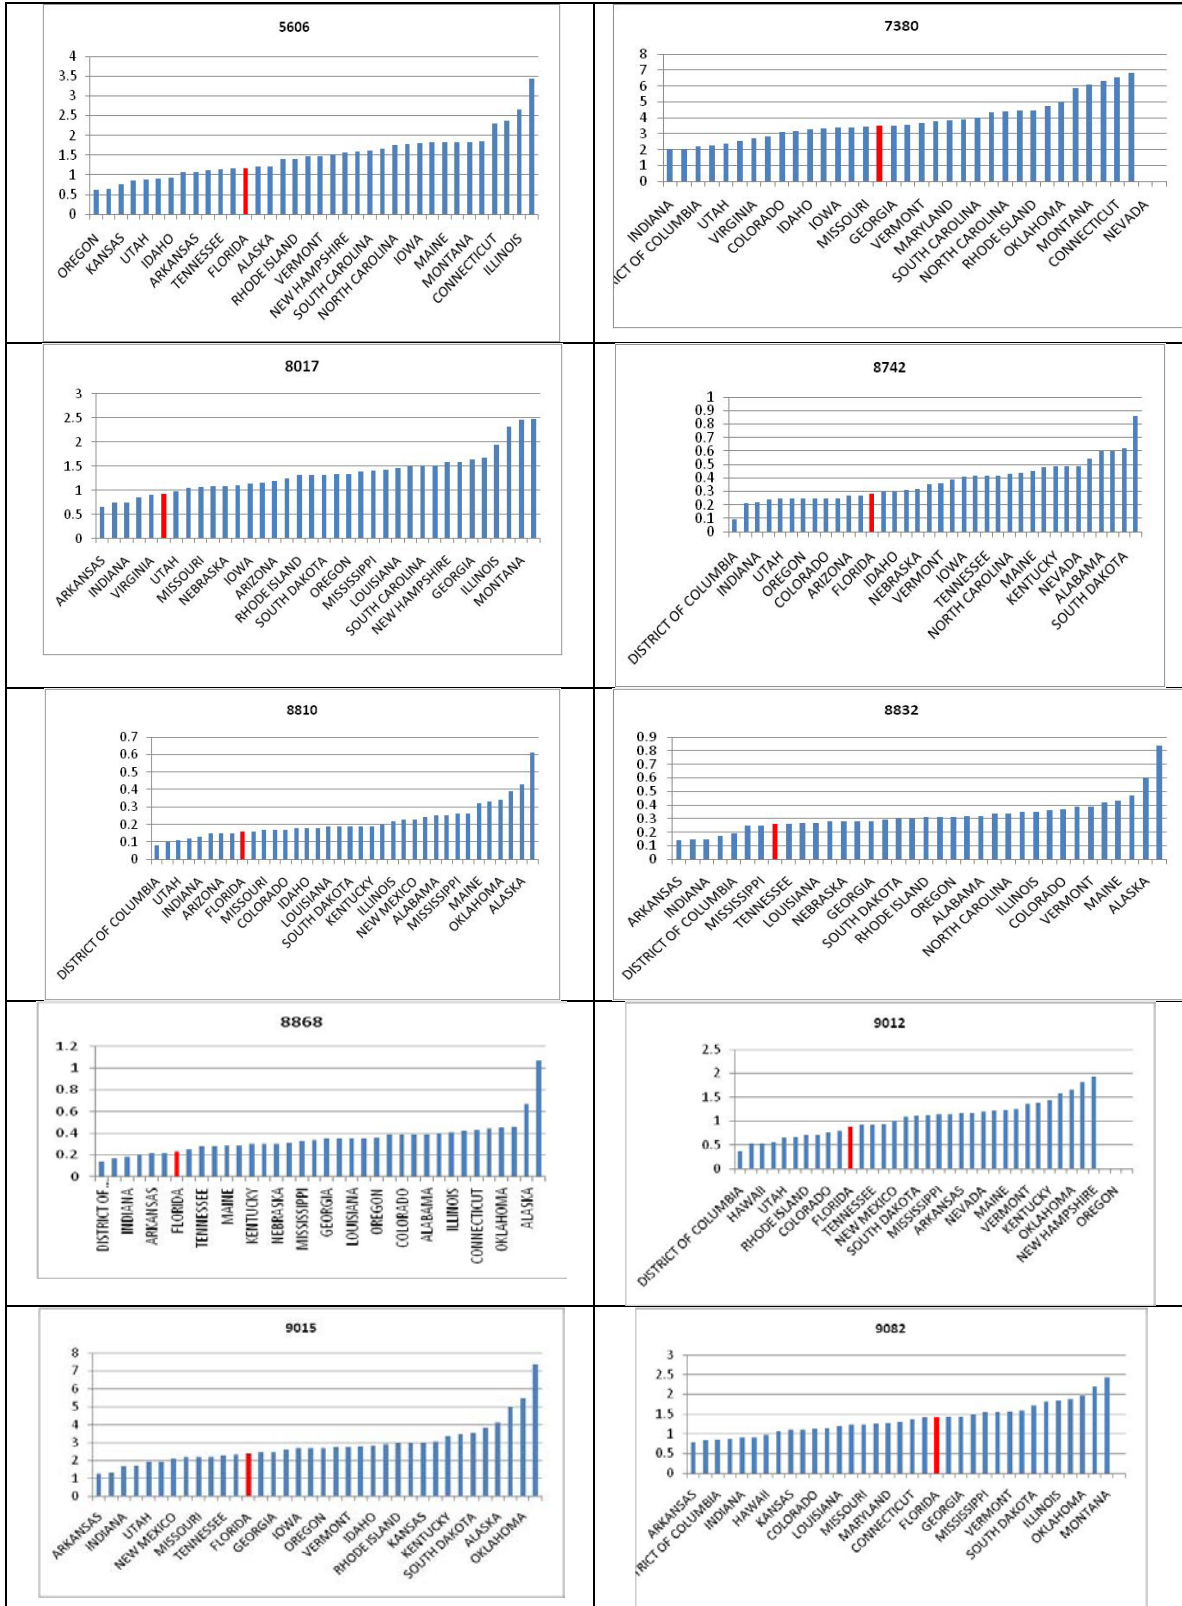 5606
4
3.5
3
2.5
2
1.5
1
0.5
0
OREGON
KANSAS
UTAH
IDAHO
ARKANSAS
TENNESSEE
FLORIDA
ALASKA
RHODE ISLAND
VERMONT
NEW HAMPSHIRE
SOUTH CAROLINA
NORTH CAROLINA
IOWA
MAINE
MONTANA
CONNECTICUT
ILLINOIS
7380
8
7
6
5
4
3
2
1
0
INDIANA
RICT OF COLUMBIA
UTAH
VIRGINIA
COLORADO
IDAHO
IOWA
MISSOURI
GEORGIA
VERMONT
MARYLAND
SOUTH CAROLINA
NORTH CAROLINA
RHODE ISLAND
OKLAHOMA
MONTANA
CONNECTICUT
NEVADA
8017
3
2.5
2
1.5
1
0.5
0
ARKANSAS
INDIANA
VIRGINIA
UTAH
MISSOURI
NEBRASKA
IOWA
ARIZONA
RHODE ISLAND
SOUTH DAKOTA
OREGON
MISSISSIPPI
LOUISIANA
SOUTH CAROLINA
NEW HAMPSHIRE
GEORGIA
ILLINOIS
MONTANA
8742
1
0.9
0.8
0.7
0.6
0.5
0.4
0.3
0.2
0.1
0
DISTRICT OF COLUMBIA
INDIANA
UTAH
OREGON
COLORADO
ARIZONA
FLORIDA
IDAHO
NEBRASKA
VERMONT
IOWA
TENNESSEE
NORTH CAROLINA
MAINE
KENTUCKY
NEVADA
ALABAMA
SOUTH DAKOTA
8810
0.7
0.6
0.5
0.4
0.3
0.2
0.1
0
DISTRICT OF COLUMBIA
UTAH
INDIANA
ARIZONA
FLORIDA
MISSOURI
COLORADO
IDAHO
LOUISIANA
SOUTH DAKOTA
KENTUCKY
ILLINOIS
NEW MEXICO
ALABAMA
MISSISSIPPI
MAINE
OKLAHOMA
ALASKA
8832
0.9
0.8
0.7
0.6
0.5
0.4
0.3
0.2
0.1
0
ARKANSAS
INDIANA
DISTRICT OF COLUMBIA
MISSISSIPPI
TENNESSEE
LOUISIANA
NEBRASKA
GEORGIA
SOUTH DAKOTA
RHODE ISLAND
OREGON
ALABAMA
NORTH CAROLINA
ILLINOIS
COLORADO
VERMONT
MAINE
ALASKA
8868
1.2
1
0.8
0.6
0.4
0.2
0
DISTRICT OF...
INDIANA
ARKANSAS
FLORIDA
TENNESSEE
MAINE
KENTUCKY
NEBRASKA
MISSISSIPPI
GEORGIA
LOUISIANA
OREGON
COLORADO
ALABAMA
ILLINOIS
CONNECTICUT
OKLAHOMA
ALASKA
9012
2.5
2
1.5
1
0.5
0
DISTRICT OF COLUMBIA
HAWAII
UTAH
RHODE ISLAND
COLORADO
FLORIDA
TENNESSEE
NEW MEXICO
SOUTH DAKOTA
MISSISSIPPI
ARKANSAS
NEVADA
MAINE
VERMONT
KENTUCKY
OKLAHOMA
NEW HAMPSHIRE
OREGON
9015
8
7
6
5
4
3
2
1
0
ARKANSAS
INDIANA
UTAH
NEW MEXICO
MISSOURI
TENNESSEE
FLORIDA
GEORGIA
IOWA
OREGON
VERMONT
IDAHO
RHODE ISLAND
KANSAS
KENTUCKY
SOUTH DAKOTA
ALASKA
OKLAHOMA
9082
3
2.5
2
1.5
1
0.5
0
ARKANSAS
TRICT OF COLUMBIA
INDIANA
HAWAII
KANSAS
COLORADO
LOUISIANA
MISSOURI
MARYLAND
CONNECTICUT
FLORIDA
GEORGIA
MISSISSIPPI
VERMONT
SOUTH DAKOTA
ILLINOIS
OKLAHOMA
MONTANA